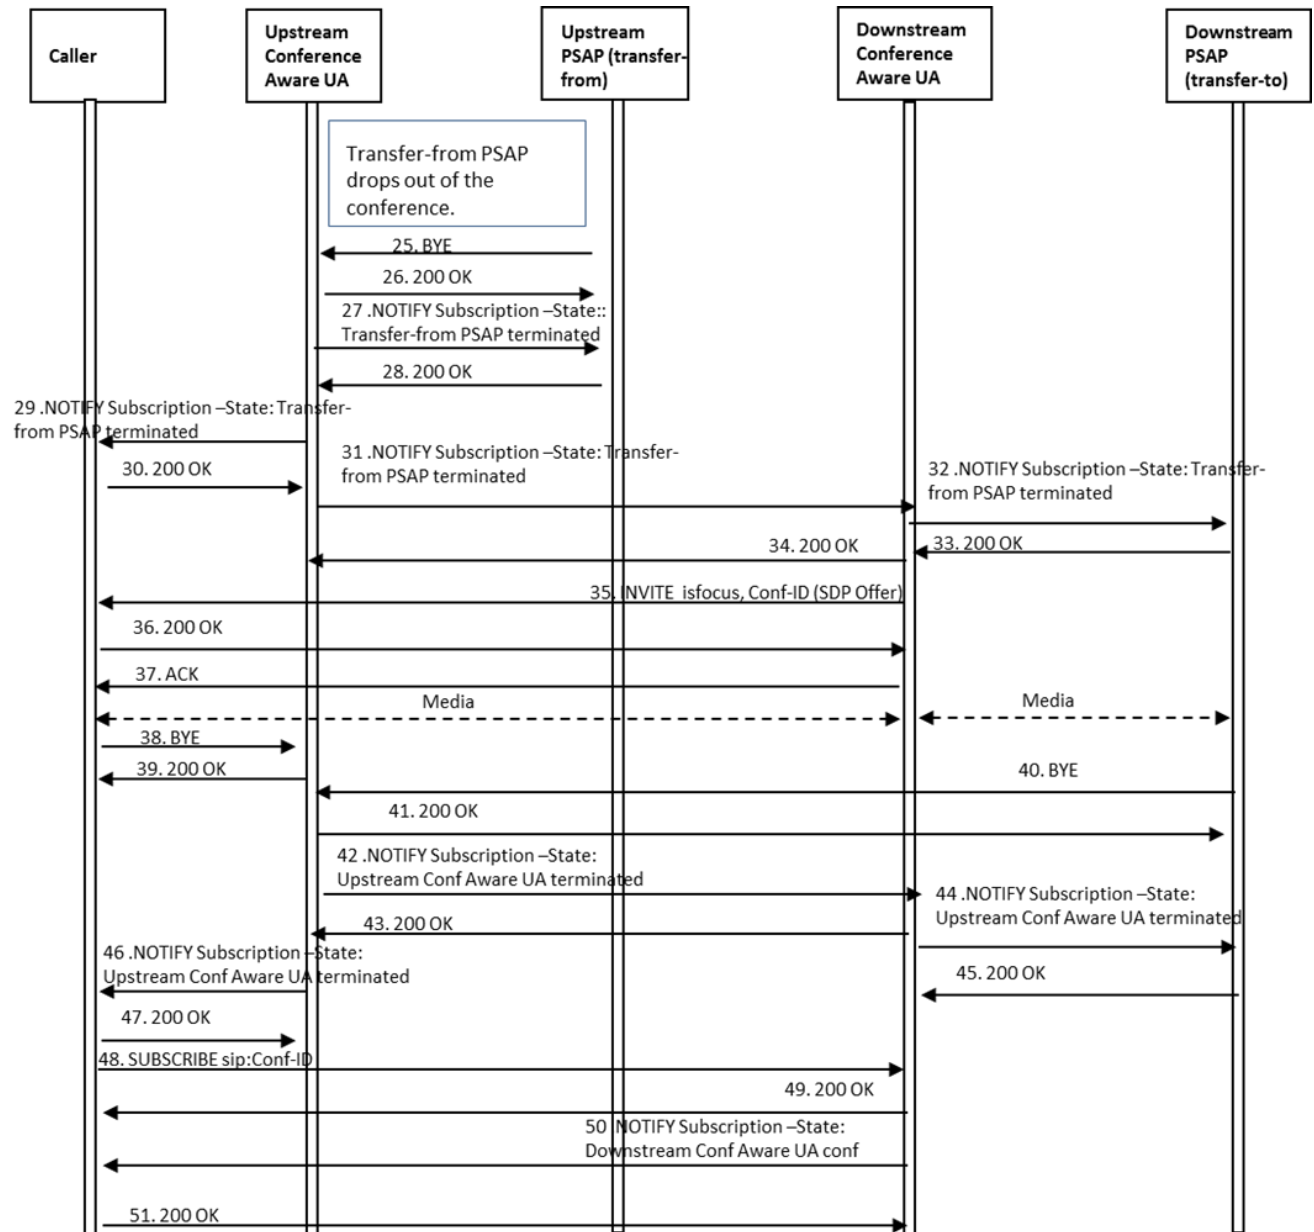 Caller
Upstream
Conference
Aware UA
Upstream
PSAP (transfer-
from)
Downstream
Conference
Aware UA
Downstream
PSAP
(transfer-to)
Transfer-from PSAP
drops out of the
conference.
25. BYE
26. 200 OK
27 .NOTIFY Subscription –State::
Transfer-from PSAP terminated
28. 200 OK
29 .NOTIFY Subscription –State: Transfer-
from PSAP terminated
30. 200 OK
31 .NOTIFY Subscription –State: Transfer-
from PSAP terminated
32 .NOTIFY Subscription –State: Transfer-
from PSAP terminated
33. 200 OK
34. 200 OK
35. INVITE isfocus, Conf-ID (SDP Offer)
36. 200 OK
37. ACK
Media
Media
38. BYE
39. 200 OK
40. BYE
41. 200 OK
42 .NOTIFY Subscription –State:
Upstream Conf Aware UA terminated
43. 200 OK
44 .NOTIFY Subscription –State:
Upstream Conf Aware UA terminated
45. 200 OK
46 .NOTIFY Subscription –State:
Upstream Conf Aware UA terminated
47. 200 OK
48. SUBSCRIBE sip:Conf-ID
49. 200 OK
50 .NOTIFY Subscription –State:
Downstream Conf Aware UA conf
51. 200 OK